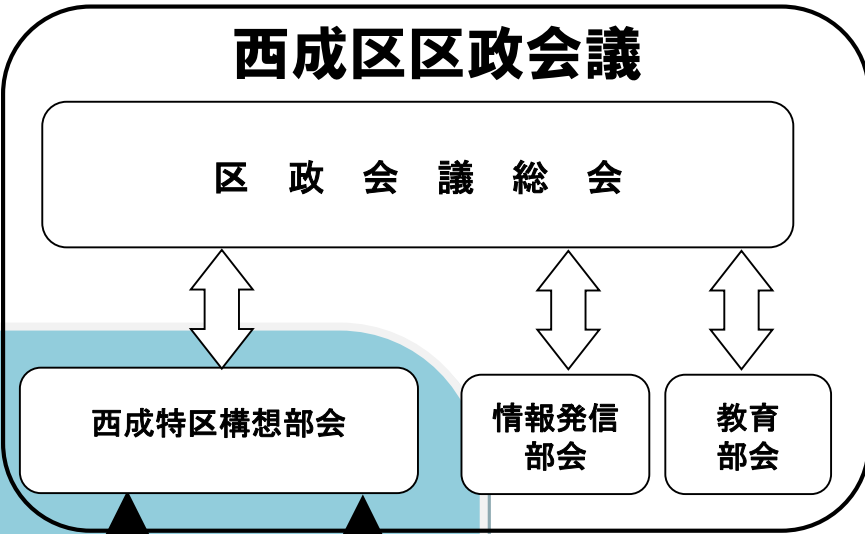 西成区区政会議
区政会議総会
西成特区構想部会
情報発信
部会
教育
部会